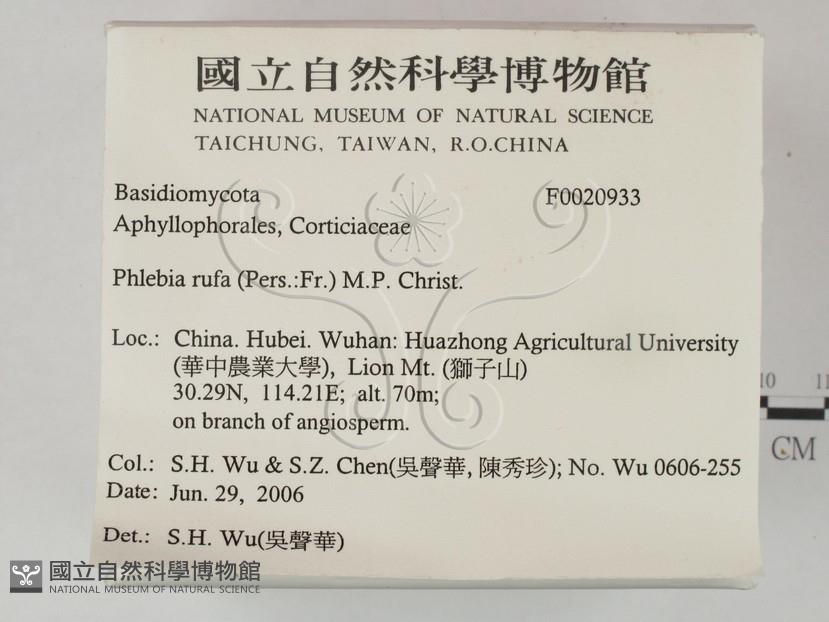 國立自然科學博物館
NATIONAL MUSEUM OF NATURAL SCIENCE
TAICHUNG, TAIWAN, R.O.CHINA
Basidiomycota F0020933
Aphyllophorales, Corticiaceae
Phlebia rufa (Pers.:Fr.) M.P. Christ.
Loc.: China. Hubei. Wuhan: Huazhong Agricultural University
(華中農業大學), Lion Mt. (獅子山)
30.29N, 114.21E; alt. 70m;
on branch of angiosperm.
Col.: S.H. Wu & S.Z. Chen(吳聲華, 陳秀珍); No. Wu 0606-255
Date: Jun. 29, 2006
Det.: S.H. Wu(吳聲華)
10 11
CM
國立自然科學博物館
NATIONAL MUSEUM OF NATURAL SCIENCE